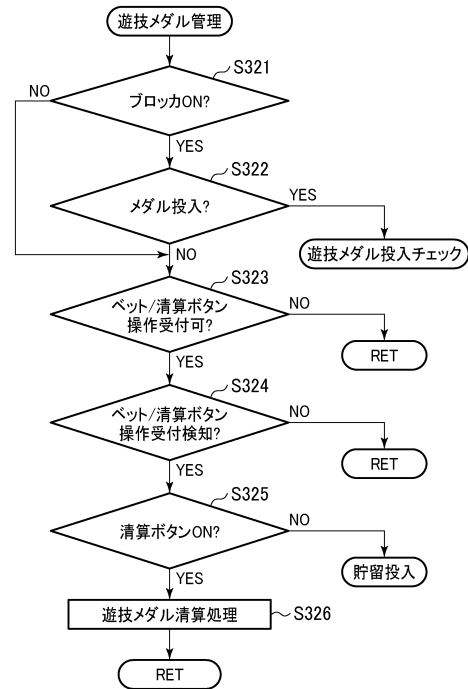 遊技メダル管理
S321
NO
ブロッカON?
YES
S322
メダル投入?
YES
NO
遊技メダル投入チェック
S323
ベット/清算ボタン
操作受付可?
NO
YES
RET
S324
ベット/清算ボタン
操作受付検知?
NO
YES
RET
S325
清算ボタンON?
NO
YES
貯留投入
遊技メダル清算処理
S326
RET